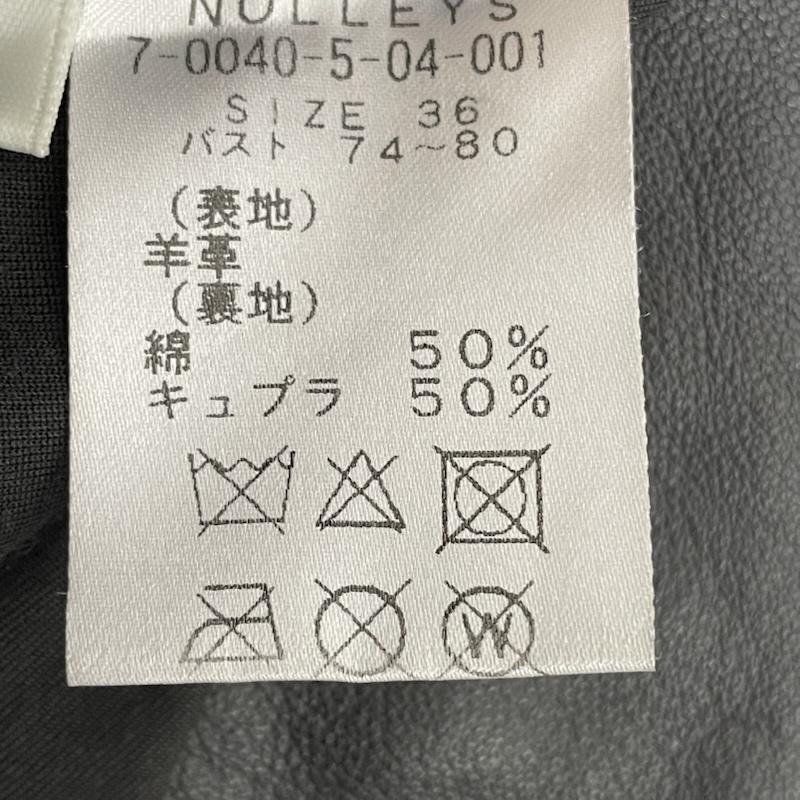 NOLLEYS
7-0040-5-04-001
SIZE 36
バスト 74〜80
(表地)
羊革
(裏地)
綿 50%
キュプラ 50%
W